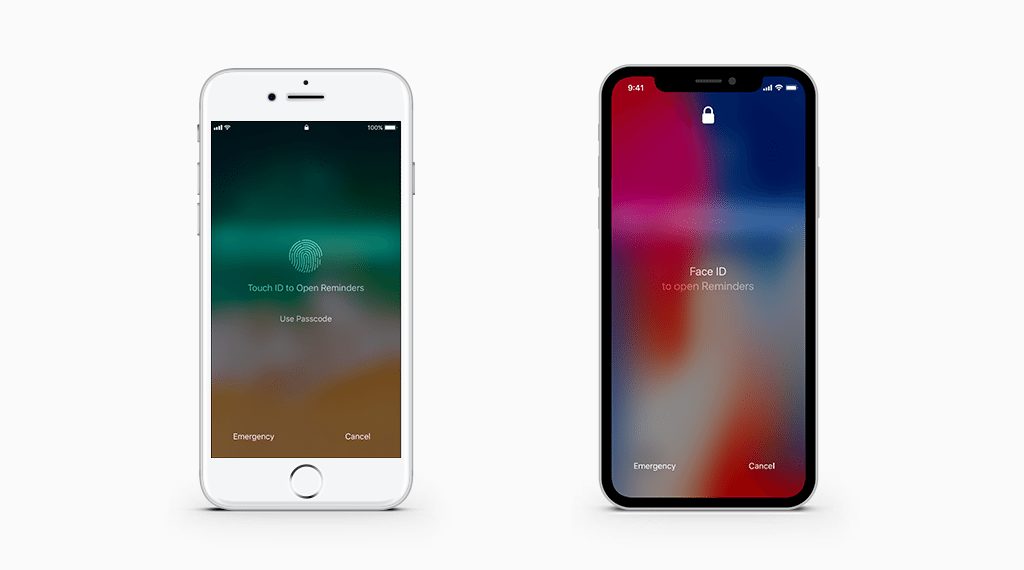 100%
Touch ID to Open Reminders
Use Passcode
Emergency
Cancel
9:41
Face ID
to open Reminders
Emergency
Cancel